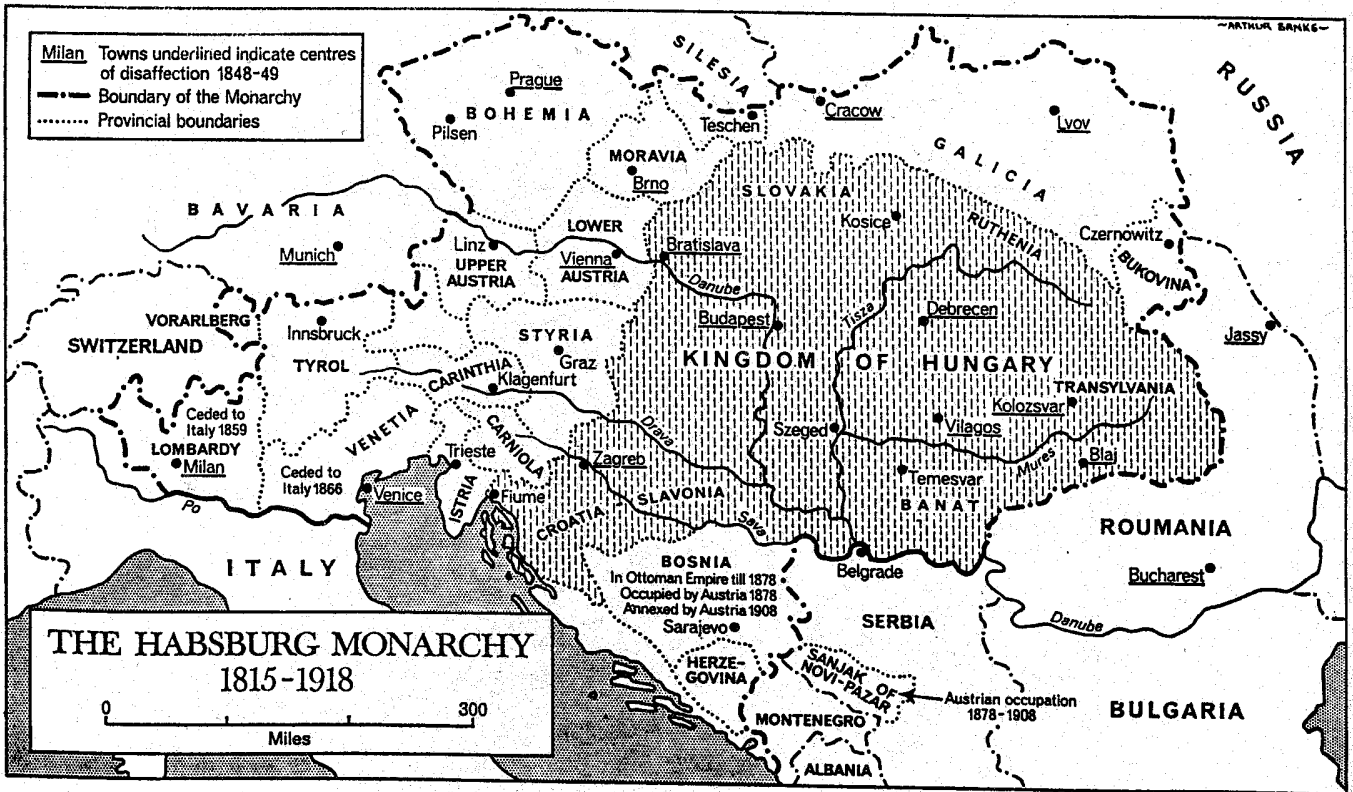 ~ARTHUR BANKS~
Milan Towns underlined indicate centres
of disaffection 1848-49
Boundary of the Monarchy
Provincial boundaries
SILESIA
RUSSIA
Prague
BOHEMIA
Pilsen
Teschen
Cracow
Lvov
GALICIA
MORAVIA
Brno
SLOVAKIA
BAVARIA
Kosice
RUTHENIA
Munich
Linz
UPPER
AUSTRIA
LOWER
Vienna
AUSTRIA
Bratislava
Czernowitz
BUKOVINA
Danube
Budapest
Tisza
Debrecen
VORARLBERG
SWITZERLAND
Innsbruck
TYROL
STYRIA
Graz
Jassy
KINGDOM OF HUNGARY
CARINTHIA
Klagenfurt
TRANSYLVANIA
Kolozsvar
Ceded to
Italy 1859
LOMBARDY
Milan
VENETIA
Ceded to
Italy 1866
Venice
Trieste
CARNIOLA
ISTRIA
Fiume
Drava
Zagreb
Szeged
Vilagos
Mures
Blaj
Temesvar
BANAT
SLAVONIA
CROATIA
Sava
Po
ITALY
ROUMANIA
Bucharest
Belgrade
BOSNIA
In Ottoman Empire till 1878
Occupied by Austria 1878
Annexed by Austria 1908
Sarajevo
SERBIA
Danube
HERZE-
GOVINA
SANJAK OF
NOVI-PAZAR
Austrian occupation
1878-1908
BULGARIA
MONTENEGRO
ALBANIA
THE HABSBURG MONARCHY
1815-1918
0 300
Miles